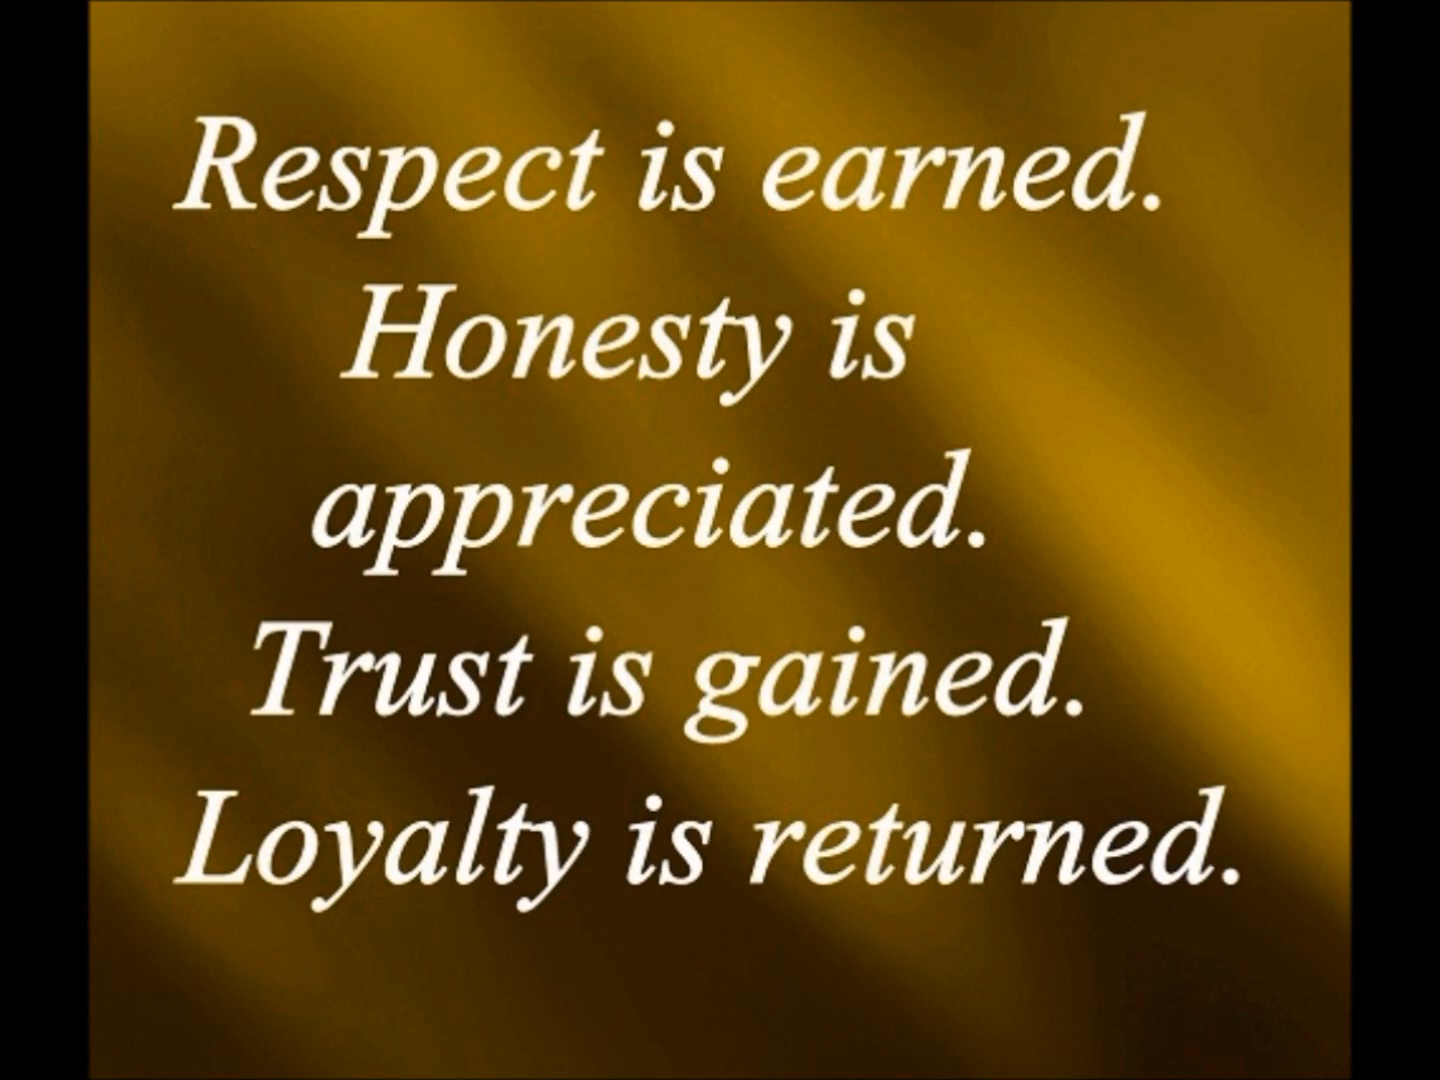 Respect is earned.
Honesty is
appreciated.
Trust is gained.
Loyalty is returned.